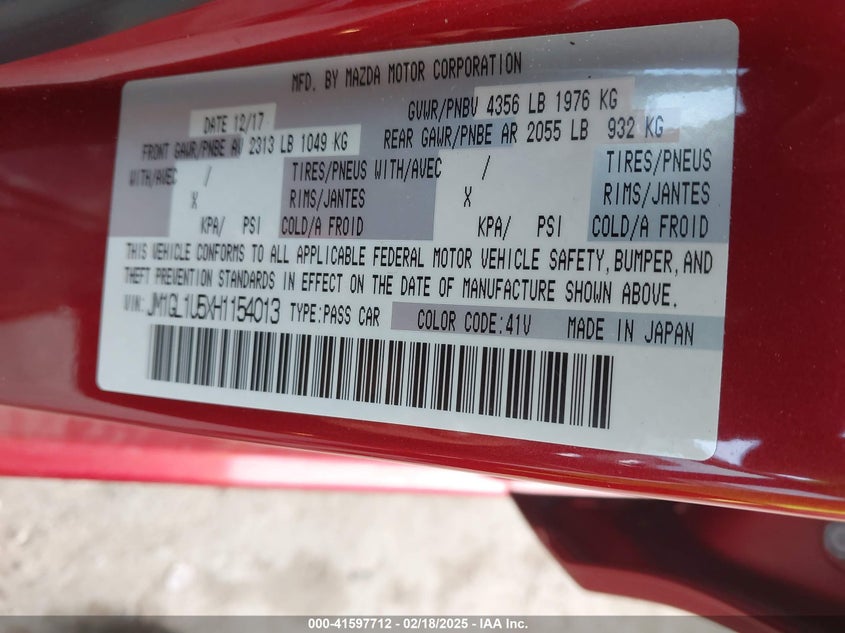 MFD. BY MAZDA MOTOR CORPORATION
DATE 12/17 GVWR/PNBV 4356 LB 1976 KG
FRONT GAWR/PNBE AV 2313 LB 1049 KG REAR GAWR/PNBE AR 2055 LB 932 KG
WITH/AVEC / TIRES/PNEUS WITH/AVEC / TIRES/PNEUS
X RIMS/JANTES X RIMS/JANTES
KPA/ PSI COLD/A FROID KPA/ PSI COLD/A FROID
THIS VEHICLE CONFORMS TO ALL APPLICABLE FEDERAL MOTOR VEHICLE SAFETY, BUMPER, AND
THEFT PREVENTION STANDARDS IN EFFECT ON THE DATE OF MANUFACTURE SHOWN ABOVE.
VIN: JM1GL1U5XH1154013 TYPE:PASS CAR COLOR CODE:41V MADE IN JAPAN
000-41597712 - 02/18/2025 - IAA Inc.